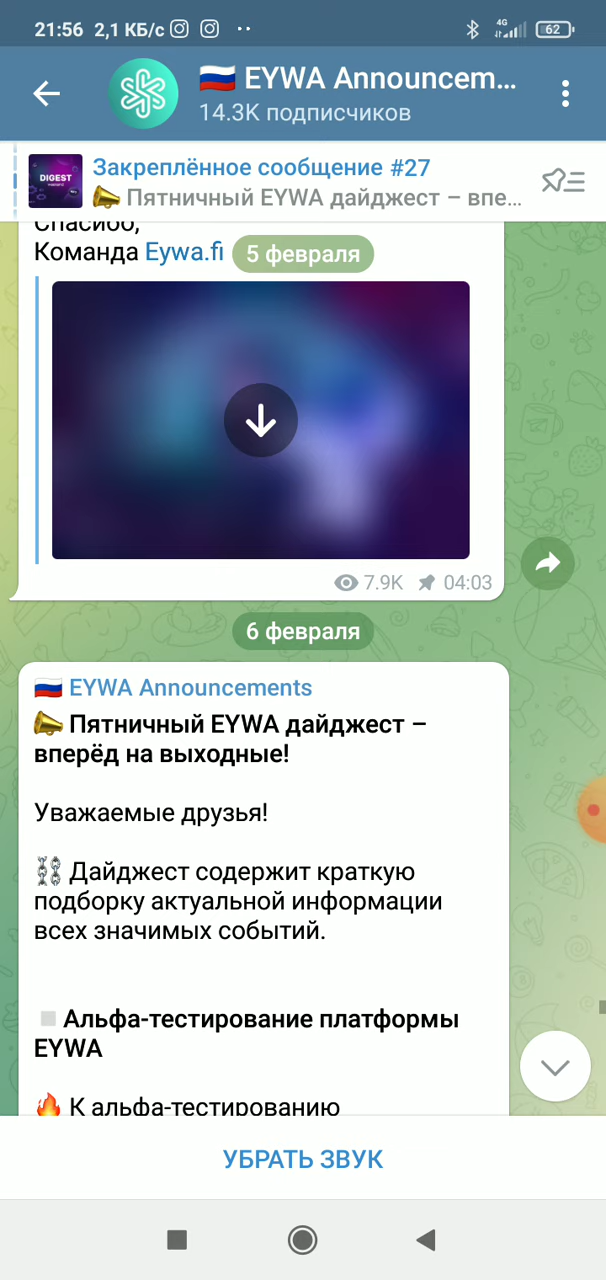 21:56 2,1 КБ/с 4G 62
🇷🇺 EYWA Announcem...
14.3K подписчиков
DIGEST
Закреплённое сообщение #27
📣 Пятничный EYWA дайджест – впе...
Спасибо,
Команда Eywa.fi
5 февраля
7.9K 04:03
6 февраля
🇷🇺 EYWA Announcements
📣 Пятничный EYWA дайджест –
вперёд на выходные!
Уважаемые друзья!
⛓ Дайджест содержит краткую
подборку актуальной информации
всех значимых событий.
◽ Альфа-тестирование платформы
EYWA
🔥 К альфа-тестированию
УБРАТЬ ЗВУК